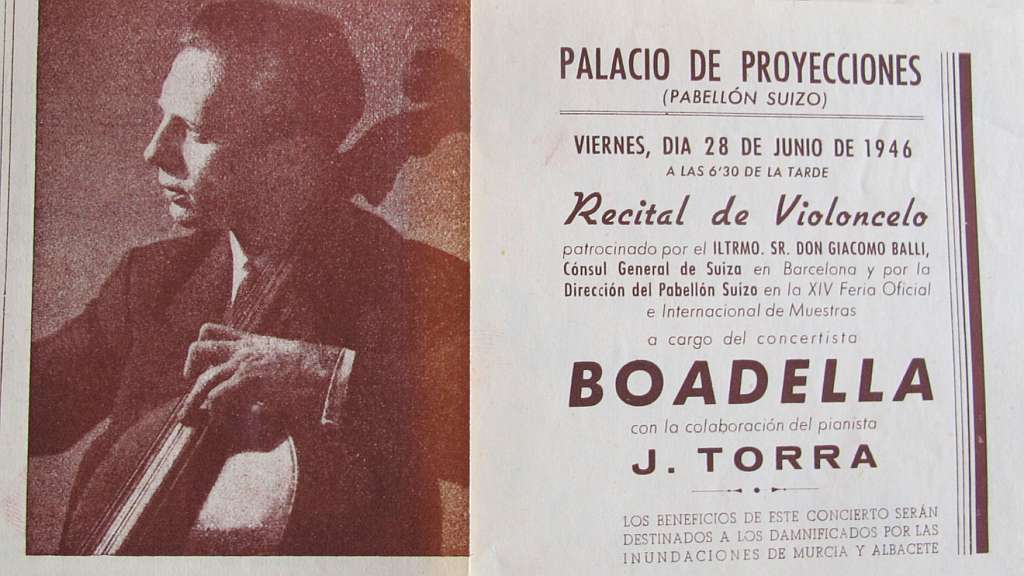 PALACIO DE PROYECCIONES
(PABELLÓN SUIZO)
VIERNES, DIA 28 DE JUNIO DE 1946
A LAS 6'30 DE LA TARDE
Recital de Violoncelo
patrocinado por el ILTRMO. SR. DON GIACOMO BALLI,
Cónsul General de Suiza en Barcelona y por la
Dirección del Pabellón Suizo en la XIV Feria Oficial
e Internacional de Muestras
a cargo del concertista
BOADELLA
con la colaboración del pianista
J. TORRA
LOS BENEFICIOS DE ESTE CONCIERTO SERÁN
DESTINADOS A LOS DAMNIFICADOS POR LAS
INUNDACIONES DE MURCIA Y ALBACETE